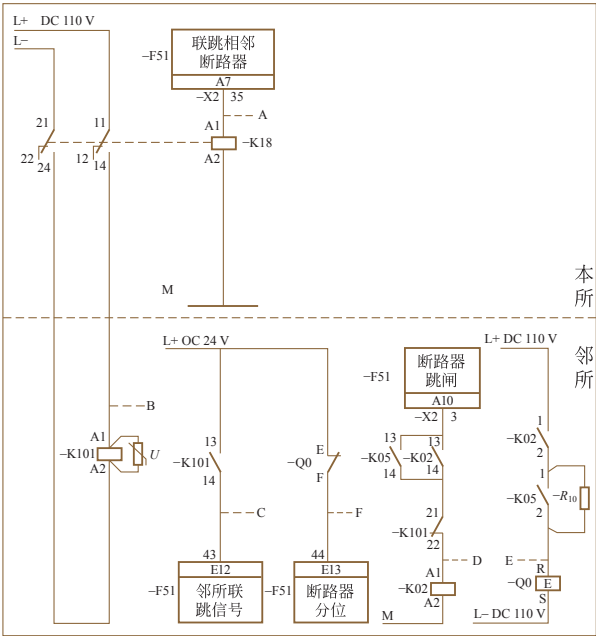 L+ DC 110 V
L−
−F51
联跳相邻
断路器
A7
−X2 35
A
21
11
A1
−K18
22
24
12
14
A2
M
本
所
邻
所
L+ OC 24 V
L+ DC 110 V
−F51
断路器
跳闸
A10
−X2 3
B
A1
−K101
A2
U
13
−K101
14
E
−Q0
F
13
−K05
14
13
−K02
14
1
−K02
2
1
−K05
2
−R10
C
F
21
−K101
22
D
E
43
E12
−F51
邻所联
跳信号
44
E13
−F51
断路器
分位
A1
−K02
A2
M
R
−Q0
E
S
L− DC 110 V